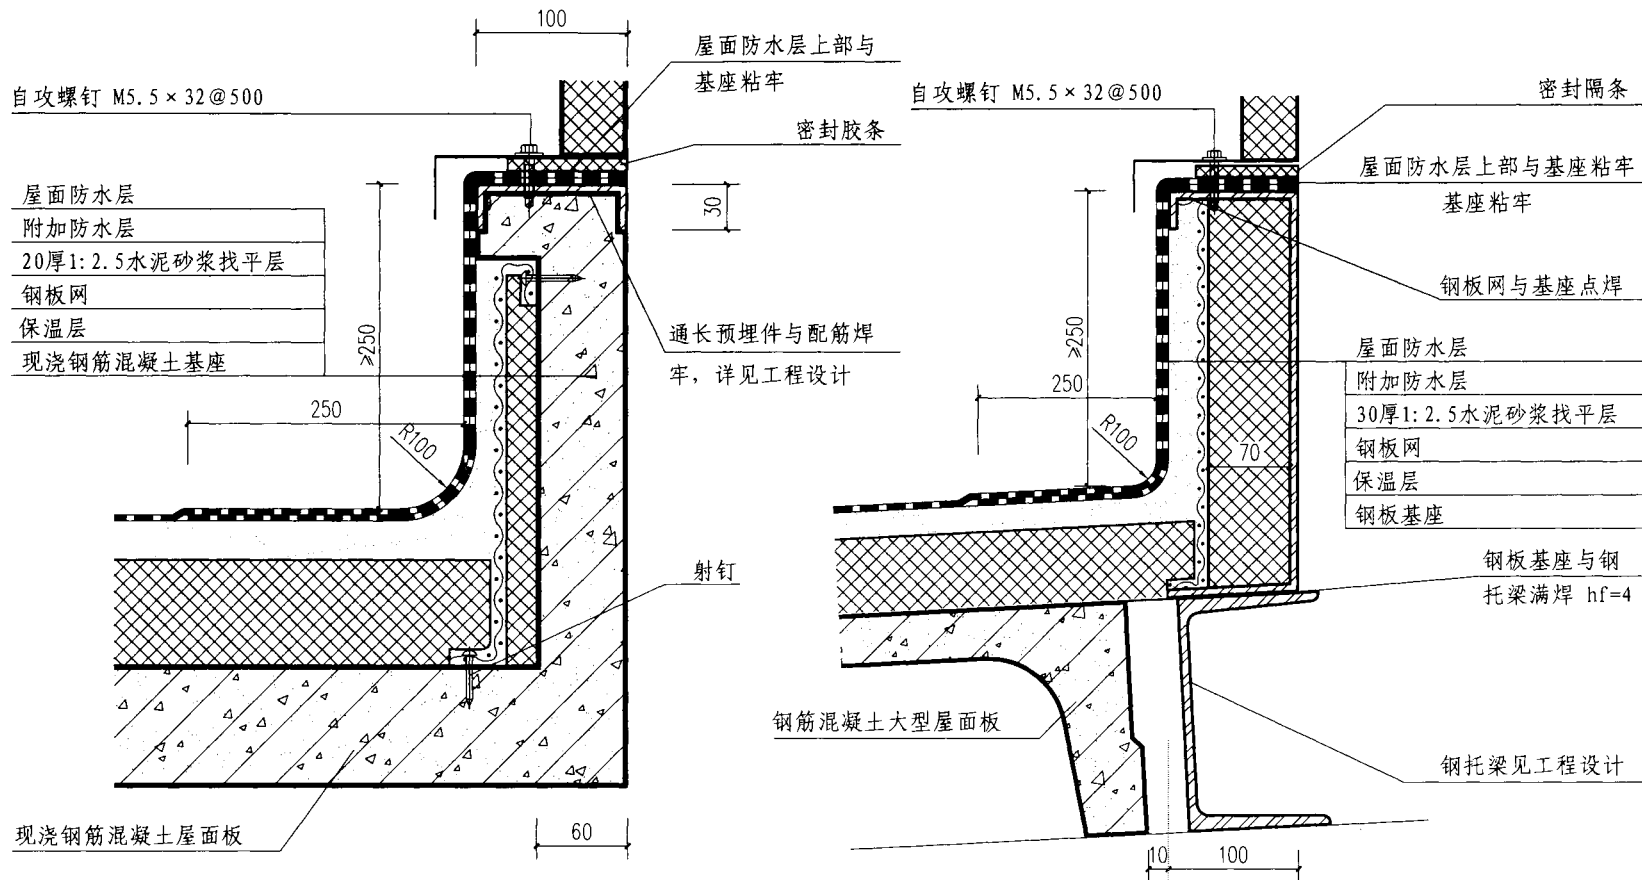 100
屋面防水层上部与
基座粘牢
自攻螺钉 M5.5×32@500
密封胶条
屋面防水层
附加防水层
20厚1:2.5水泥砂浆找平层
钢板网
保温层
现浇钢筋混凝土基座
30
≥250
250
R100
通长预埋件与配筋焊
牢，详见工程设计
射钉
现浇钢筋混凝土屋面板
60
自攻螺钉 M5.5×32@500
密封隔条
屋面防水层上部与基座粘牢
基座粘牢
钢板网与基座点焊
≥250
250
R100
70
屋面防水层
附加防水层
30厚1:2.5水泥砂浆找平层
钢板网
保温层
钢板基座
钢板基座与钢
托梁满焊 hf=4
钢筋混凝土大型屋面板
钢托梁见工程设计
10
100